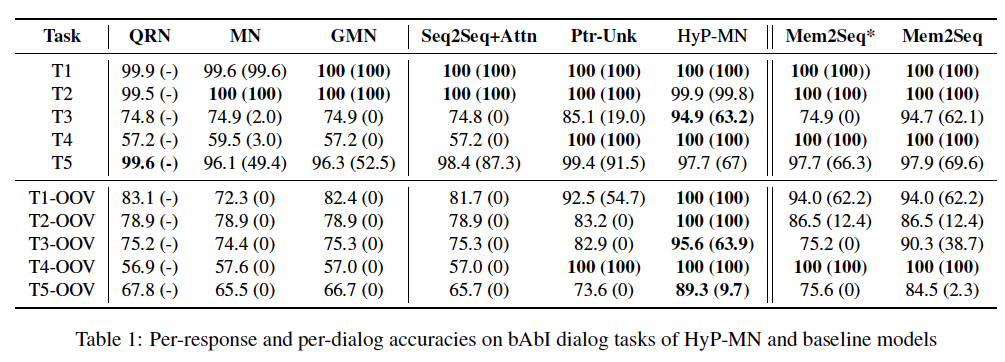 Task QRN MN GMN Seq2Seq+Attn Ptr-Unk HyP-MN Mem2Seq* Mem2Seq
T1 99.9 (-) 99.6 (99.6) 100 (100) 100 (100) 100 (100) 100 (100) 100 (100)) 100 (100)
T2 99.5 (-) 100 (100) 100 (100) 100 (100) 100 (100) 99.9 (99.8) 100 (100) 100 (100)
T3 74.8 (-) 74.9 (2.0) 74.9 (0) 74.8 (0) 85.1 (19.0) 94.9 (63.2) 74.9 (0) 94.7 (62.1)
T4 57.2 (-) 59.5 (3.0) 57.2 (0) 57.2 (0) 100 (100) 100 (100) 100 (100) 100 (100)
T5 99.6 (-) 96.1 (49.4) 96.3 (52.5) 98.4 (87.3) 99.4 (91.5) 97.7 (67) 97.7 (66.3) 97.9 (69.6)
T1-OOV 83.1 (-) 72.3 (0) 82.4 (0) 81.7 (0) 92.5 (54.7) 100 (100) 94.0 (62.2) 94.0 (62.2)
T2-OOV 78.9 (-) 78.9 (0) 78.9 (0) 78.9 (0) 83.2 (0) 100 (100) 86.5 (12.4) 86.5 (12.4)
T3-OOV 75.2 (-) 74.4 (0) 75.3 (0) 75.3 (0) 82.9 (0) 95.6 (63.9) 75.2 (0) 90.3 (38.7)
T4-OOV 56.9 (-) 57.6 (0) 57.0 (0) 57.0 (0) 100 (100) 100 (100) 100 (100) 100 (100)
T5-OOV 67.8 (-) 65.5 (0) 66.7 (0) 65.7 (0) 73.6 (0) 89.3 (9.7) 75.6 (0) 84.5 (2.3)
Table 1: Per-response and per-dialog accuracies on bAbI dialog tasks of HyP-MN and baseline models